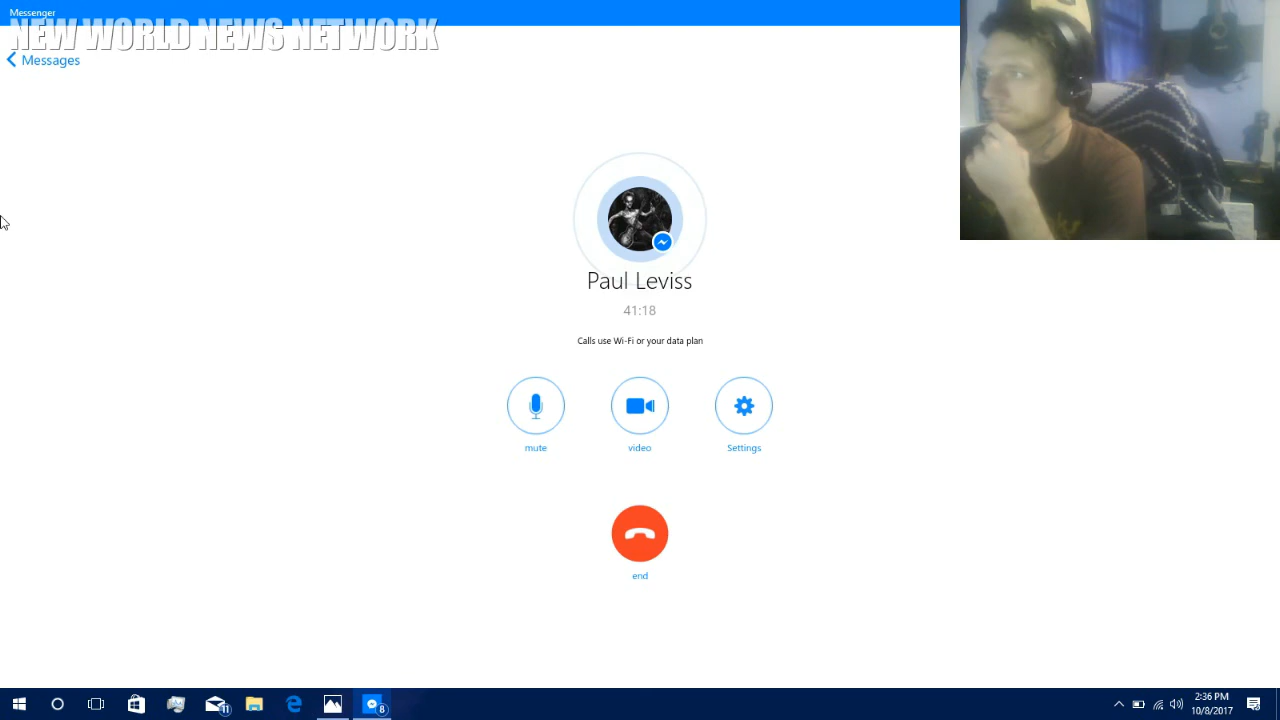 Messenger
NEW WORLD NEWS NETWORK
Messages
Paul Leviss
41:18
Calls use Wi-Fi or your data plan
mute
video
Settings
end
11
8
2:36 PM
10/8/2017